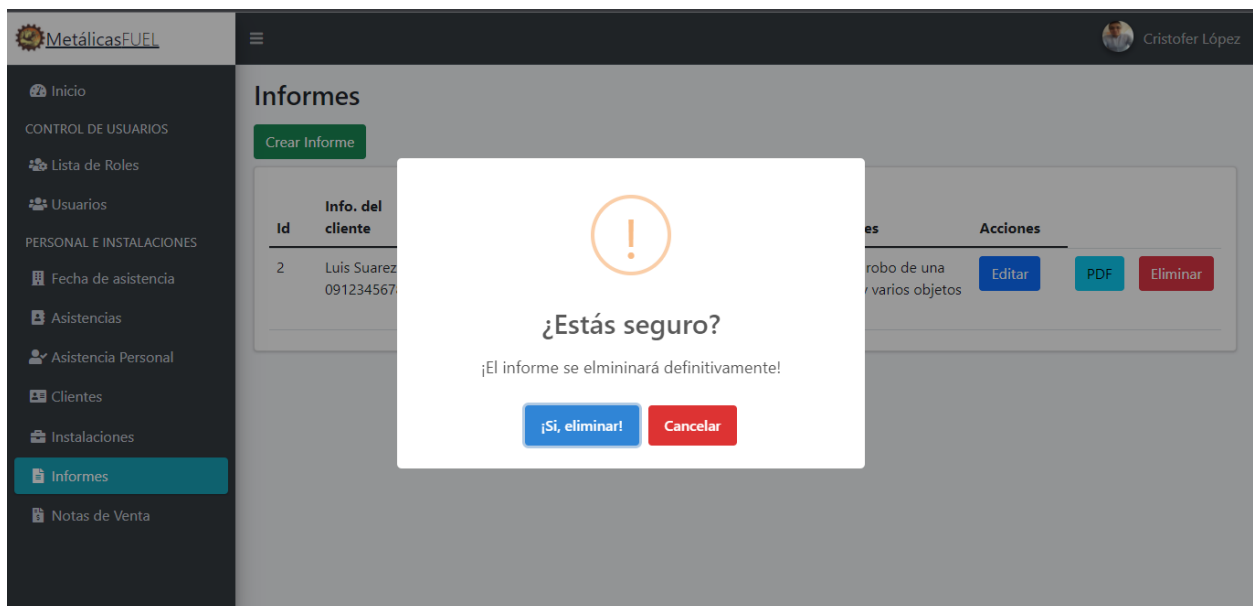 MetálicasFUEL
Cristofer López
Inicio
CONTROL DE USUARIOS
Lista de Roles
Usuarios
PERSONAL E INSTALACIONES
Fecha de asistencia
Asistencias
Asistencia Personal
Clientes
Instalaciones
Informes
Notas de Venta
Informes
Crear Informe
Id
Info. del
cliente
es
Acciones
2
Luis Suarez
091234567
robo de una
y varios objetos
Editar
PDF
Eliminar
!
¿Estás seguro?
¡El informe se elmininará definitivamente!
¡Si, eliminar!
Cancelar